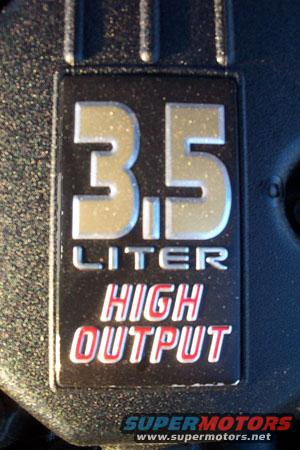 3.5
LITER
HIGH
OUTPUT
SUPERMOTORS
www.supermotors.net